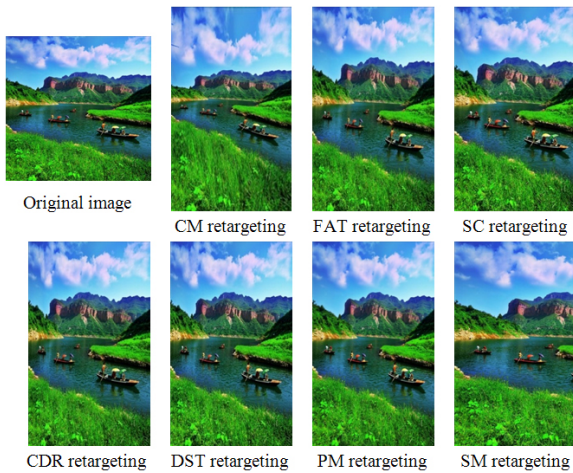 Original image
CM retargeting
FAT retargeting
SC retargeting
CDR retargeting
DST retargeting
PM retargeting
SM retargeting